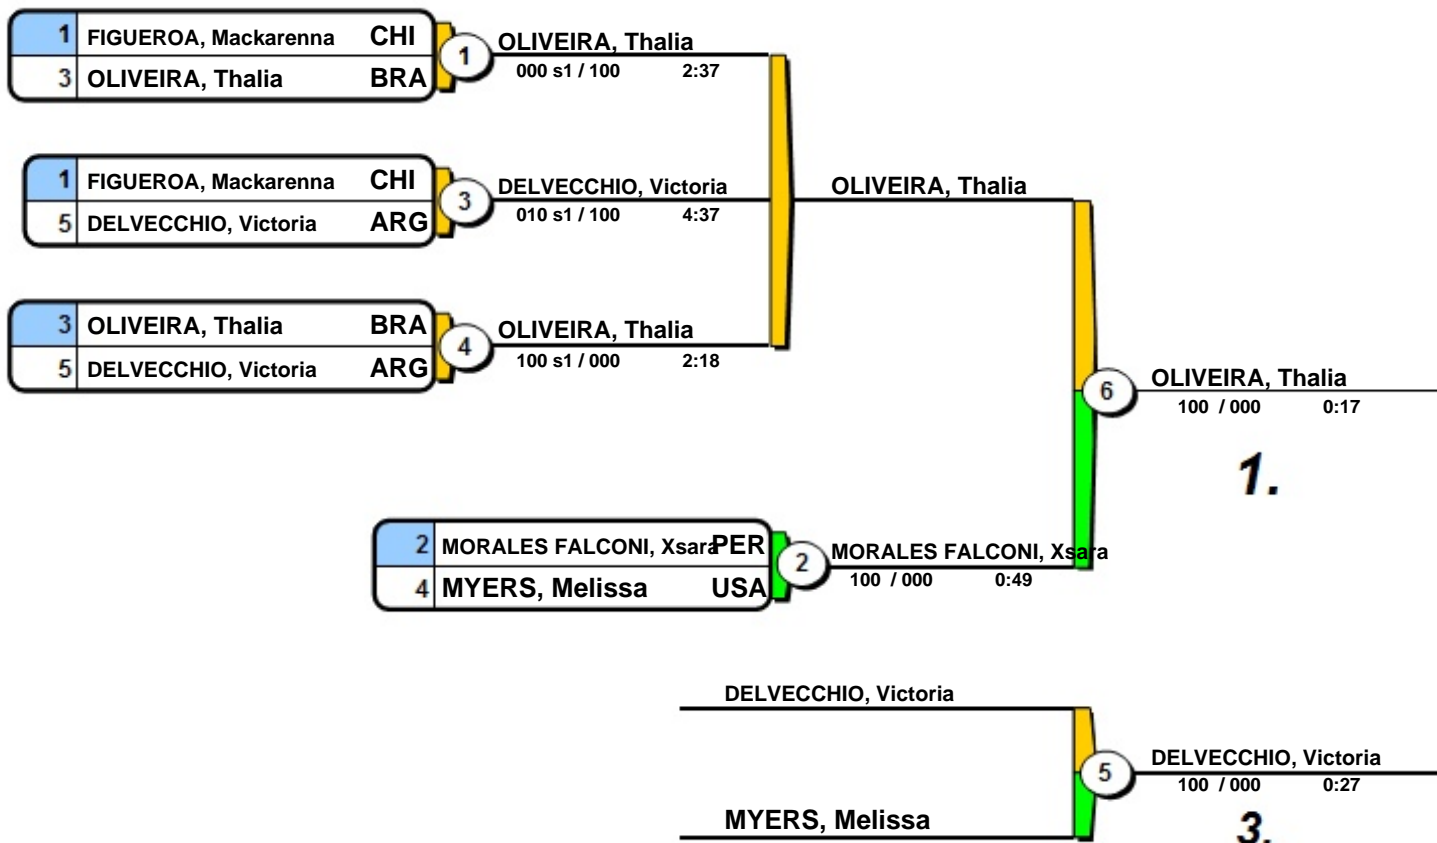 1 FIGUEROA, Mackarenna CHI
3 OLIVEIRA, Thalia BRA
1
OLIVEIRA, Thalia
000 s1 / 100 2:37
1 FIGUEROA, Mackarenna CHI
5 DELVECCHIO, Victoria ARG
3
DELVECCHIO, Victoria
010 s1 / 100 4:37
OLIVEIRA, Thalia
3 OLIVEIRA, Thalia BRA
5 DELVECCHIO, Victoria ARG
4
OLIVEIRA, Thalia
100 s1 / 000 2:18
6
OLIVEIRA, Thalia
100 / 000 0:17
1.
2 MORALES FALCONI, Xsara PER
4 MYERS, Melissa USA
2
MORALES FALCONI, Xsara
100 / 000 0:49
DELVECCHIO, Victoria
MYERS, Melissa
5
DELVECCHIO, Victoria
100 / 000 0:27
3.